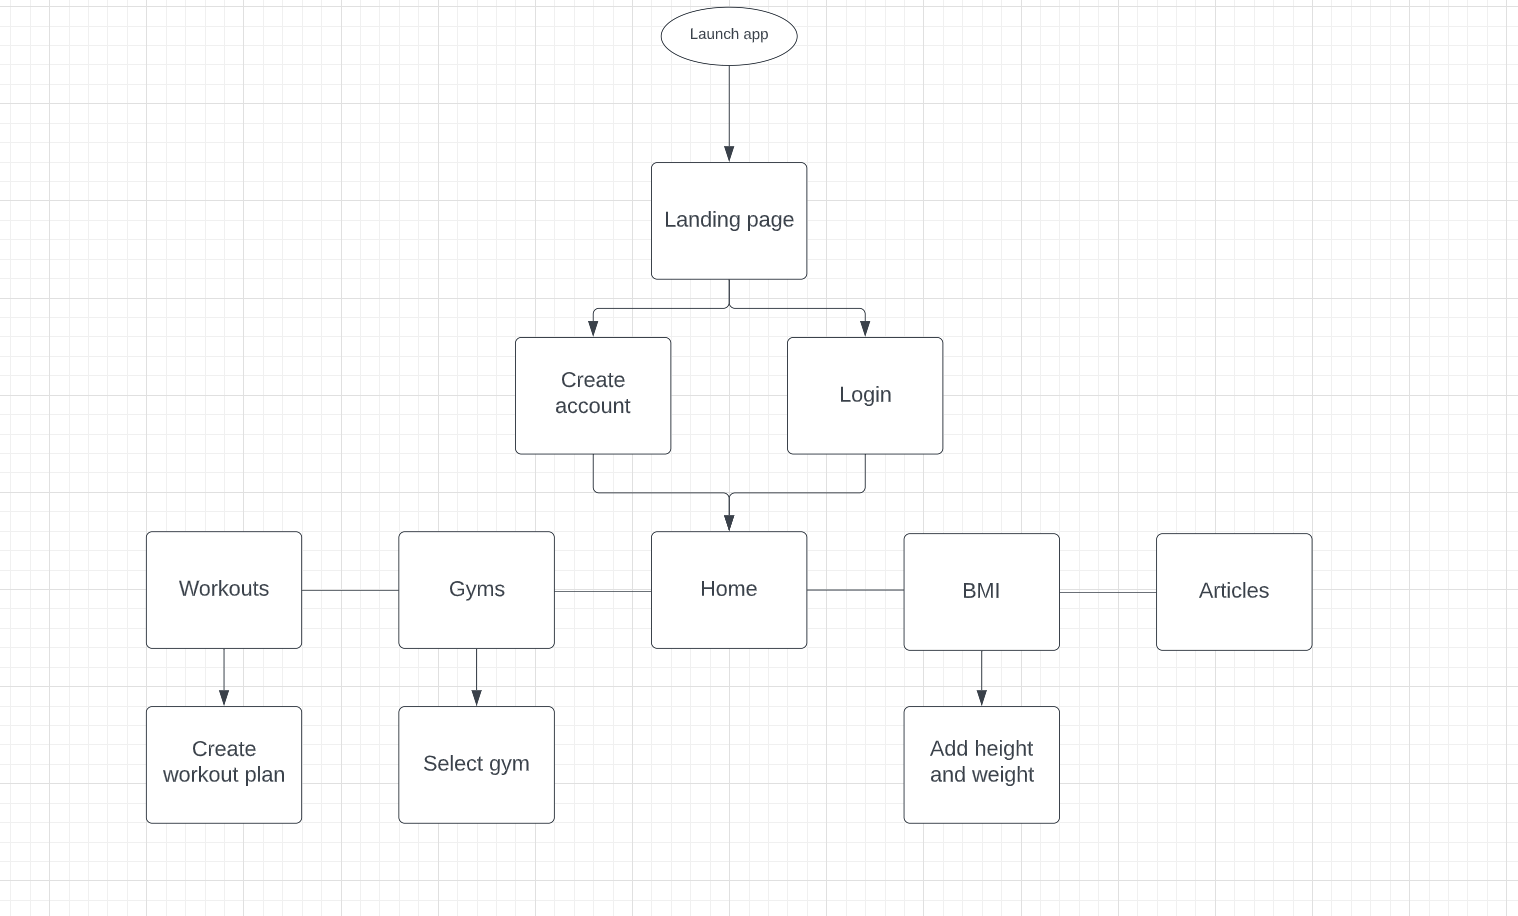 Launch app
Landing page
Create
account
Login
Workouts
Gyms
Home
BMI
Articles
Create
workout plan
Select gym
Add height
and weight